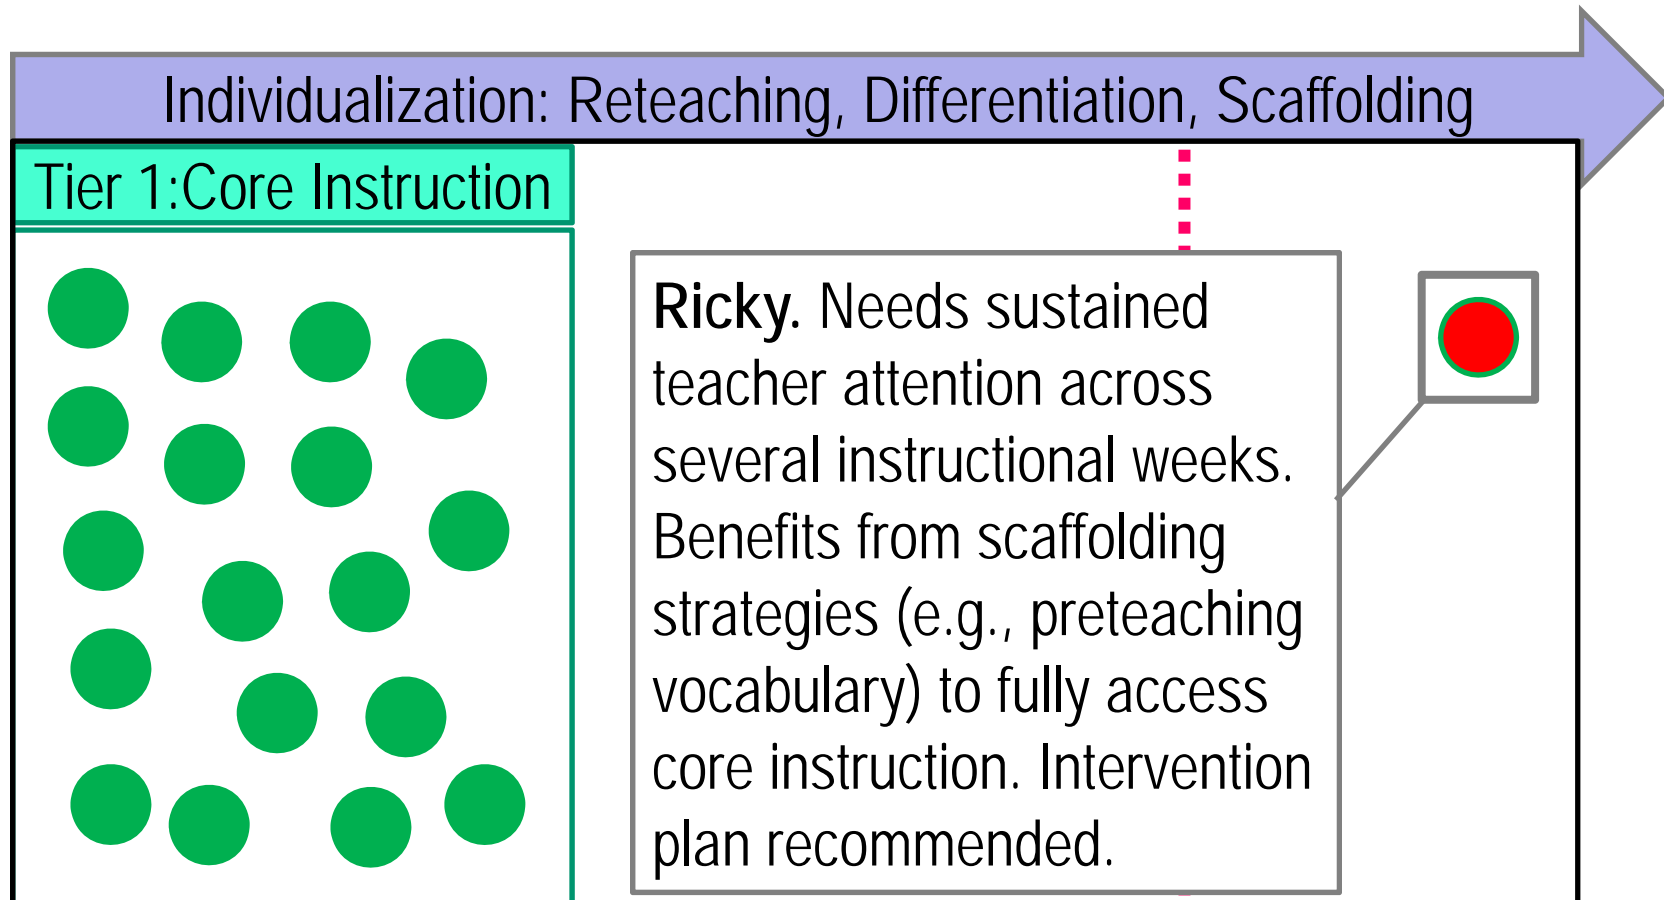 Individualization: Reteaching, Differentiation, Scaffolding
Tier 1:Core Instruction
Ricky. Needs sustained
teacher attention across
several instructional weeks.
Benefits from scaffolding
strategies (e.g., preteaching
vocabulary) to fully access
core instruction. Intervention
plan recommended.